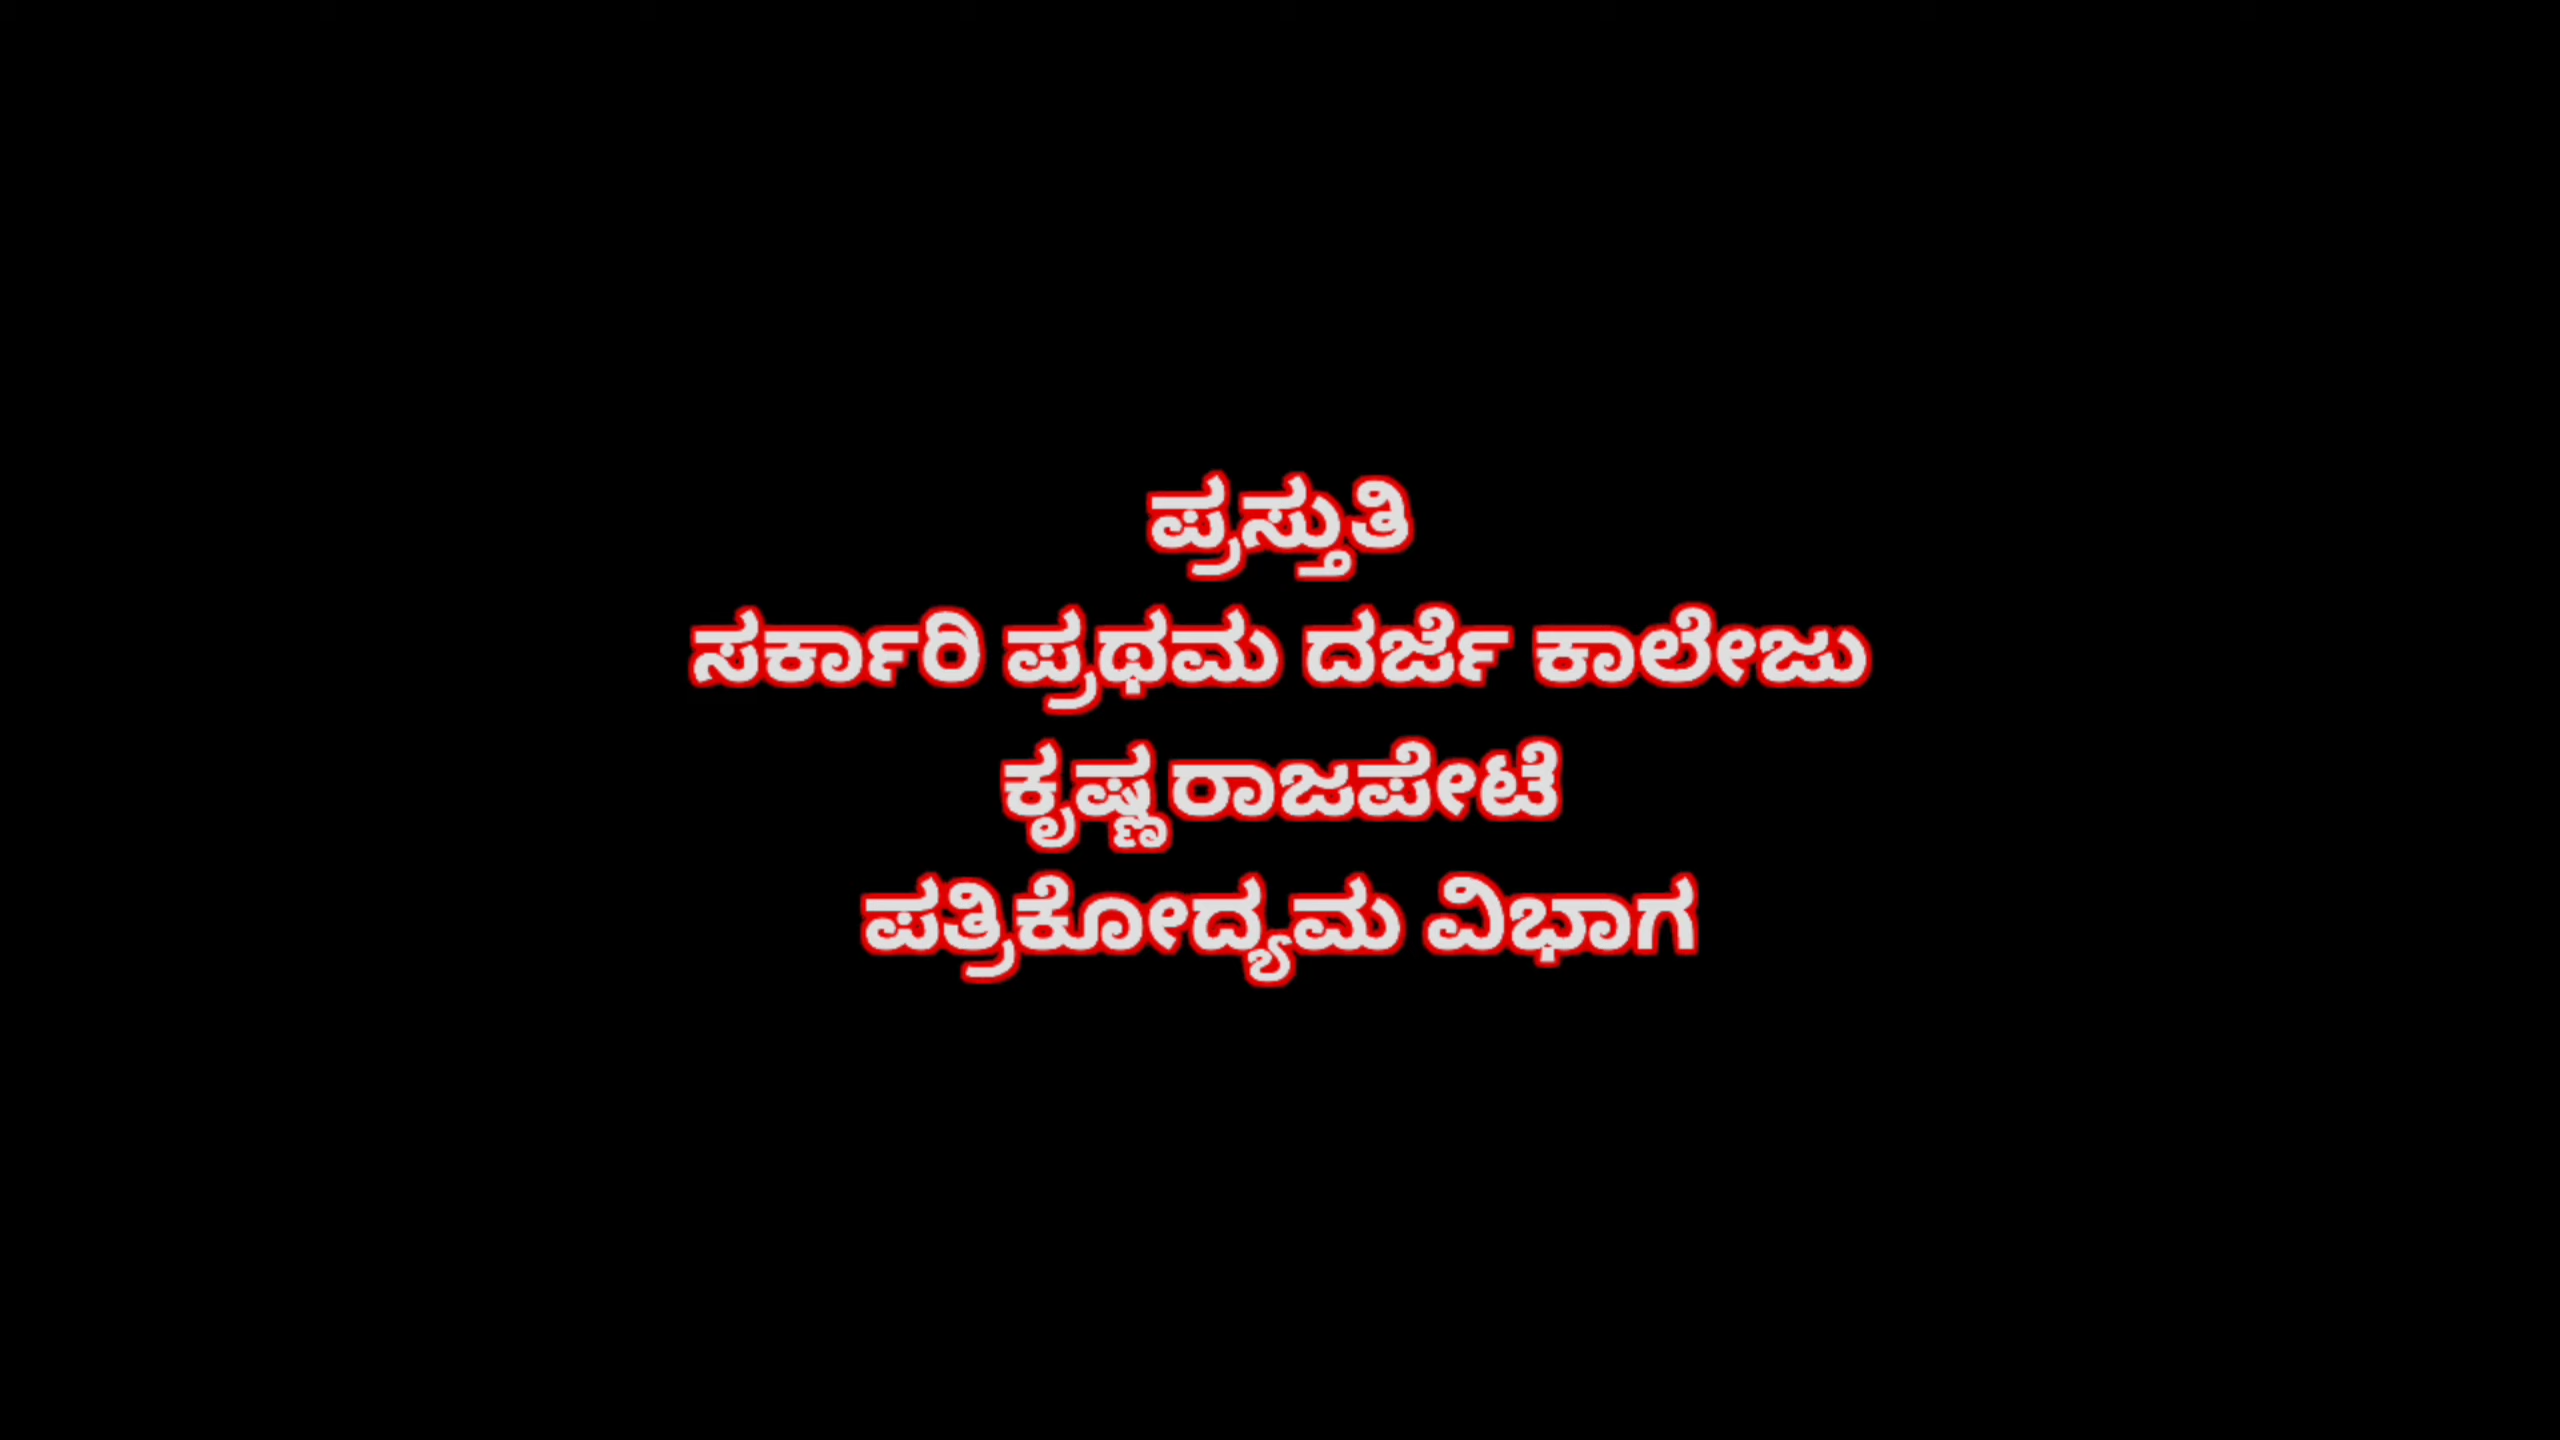 ಪ್ರಸ್ತುತಿ
ಸರ್ಕಾರಿ ಪ್ರಥಮ ದರ್ಜೆ ಕಾಲೇಜು
ಕೃಷ್ಣರಾಜಪೇಟೆ
ಪತ್ರಿಕೋದ್ಯಮ ವಿಭಾಗ